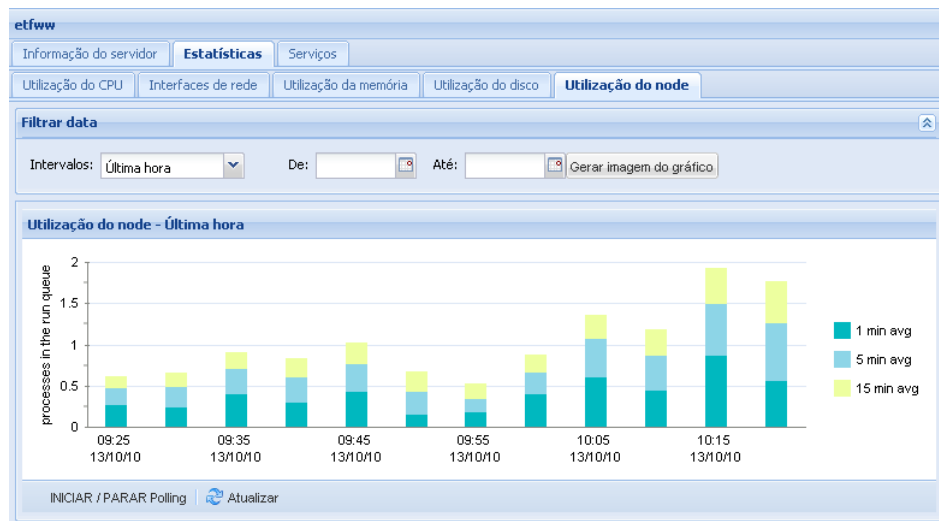 etfww
Informação do servidor Estatísticas Serviços
Utilização do CPU Interfaces de rede Utilização da memória Utilização do disco Utilização do node
Filtrar data
Intervalos: Última hora De: Até: Gerar imagem do gráfico
Utilização do node - Última hora
processes in the run queue
2
1.5
1
0.5
0
09:25 09:35 09:45 09:55 10:05 10:15
13/10/10 13/10/10 13/10/10 13/10/10 13/10/10 13/10/10
1 min avg
5 min avg
15 min avg
INICIAR / PARAR Polling Atualizar